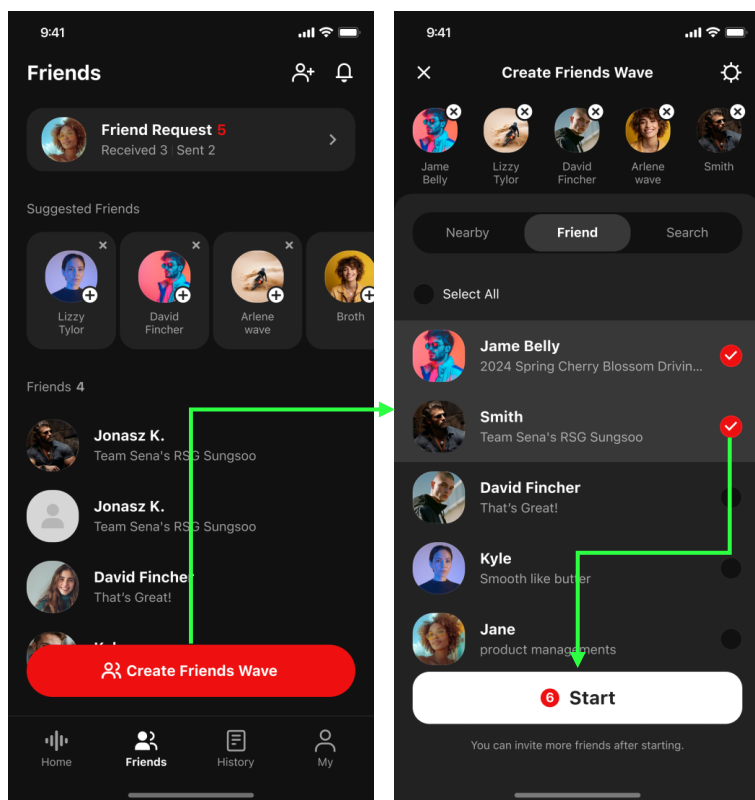 9:41
Friends
Friend Request 5
Received 3 | Sent 2
Suggested Friends
Lizzy
Tylor
David
Fincher
Arlene
wave
Broth
Friends 4
Jonasz K.
Team Sena's RSG Sungsoo
Jonasz K.
Team Sena's RSG Sungsoo
David Fincher
That's Great!
Create Friends Wave
Home
Friends
History
My
9:41
Create Friends Wave
Jame
Belly
Lizzy
Tylor
David
Fincher
Arlene
wave
Smith
Nearby
Friend
Search
Select All
Jame Belly
2024 Spring Cherry Blossom Drivin...
Smith
Team Sena's RSG Sungsoo
David Fincher
That's Great!
Kyle
Smooth like butter
Jane
product managements
6 Start
You can invite more friends after starting.